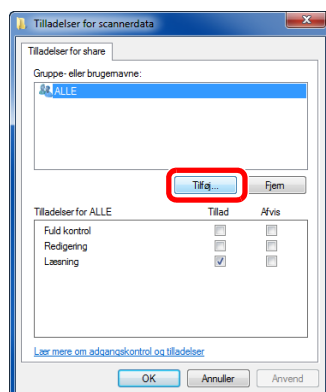 Tilladelser for scannerdata
Tilladelser for share
Gruppe- eller brugernavne:
ALLE
Tilføj...
Fjern
Tilladelser for ALLE
Tillad
Afvis
Fuld kontrol
Redigering
Læsning
Lær mere om adgangskontrol og tilladelser
OK
Annuller
Anvend